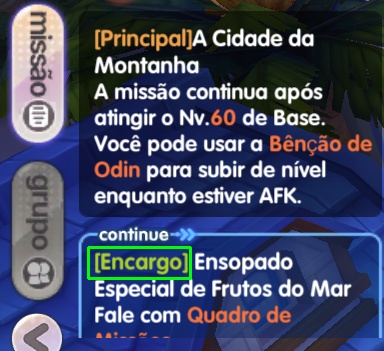 missão
[Principal]A Cidade da
Montanha
A missão continua após
atingir o Nv.60 de Base.
Você pode usar a Bênção de
Odin para subir de nível
enquanto estiver AFK.
grupo
continue
[Encargo] Ensopado
Especial de Frutos do Mar
Fale com Quadro de
Missões